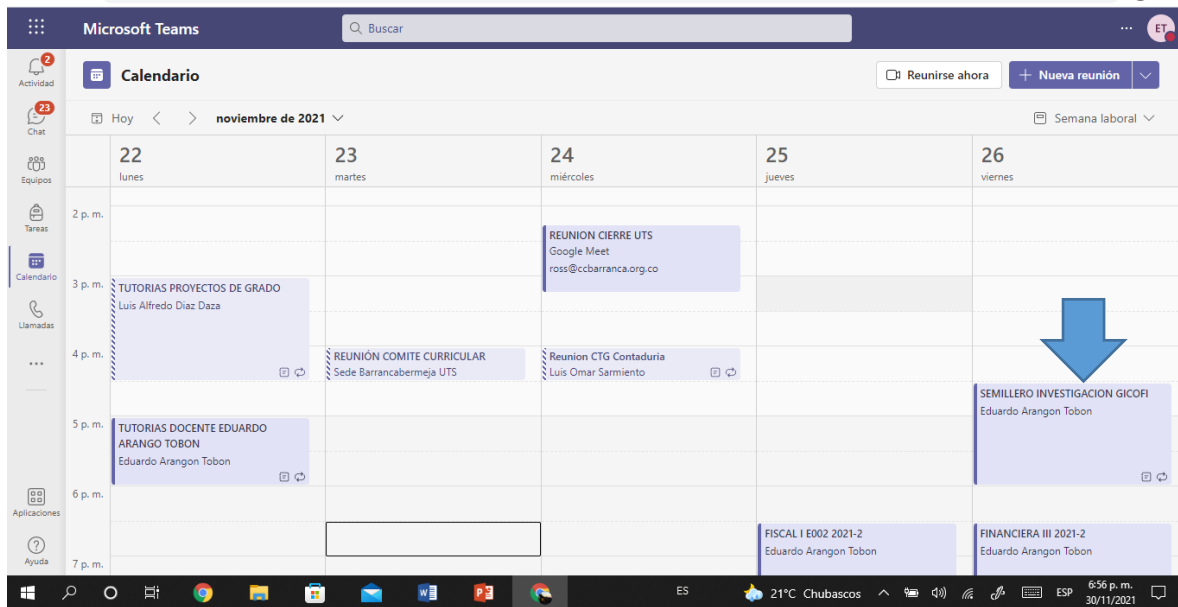 Microsoft Teams
Buscar
ET
2
Actividad
Calendario
Reunirse ahora
Nueva reunión
23
Chat
Hoy
noviembre de 2021
Semana laboral
22
lunes
23
martes
24
miércoles
25
jueves
26
viernes
Equipos
Tareas
Calendario
Llamadas
Aplicaciones
Ayuda
2 p. m.
3 p. m.
4 p. m.
5 p. m.
6 p. m.
7 p. m.
TUTORIAS PROYECTOS DE GRADO
Luis Alfredo Diaz Daza
TUTORIAS DOCENTE EDUARDO
ARANGO TOBON
Eduardo Arangon Tobon
REUNIÓN COMITE CURRICULAR
Sede Barrancabermeja UTS
REUNION CIERRE UTS
Google Meet
ross@ccbarranca.org.co
Reunion CTG Contaduria
Luis Omar Sarmiento
FISCAL I E002 2021-2
Eduardo Arangon Tobon
SEMILLERO INVESTIGACION GICOFI
Eduardo Arangon Tobon
FINANCIERA III 2021-2
Eduardo Arangon Tobon
ES
21°C Chubascos
ESP
6:56 p. m.
30/11/2021